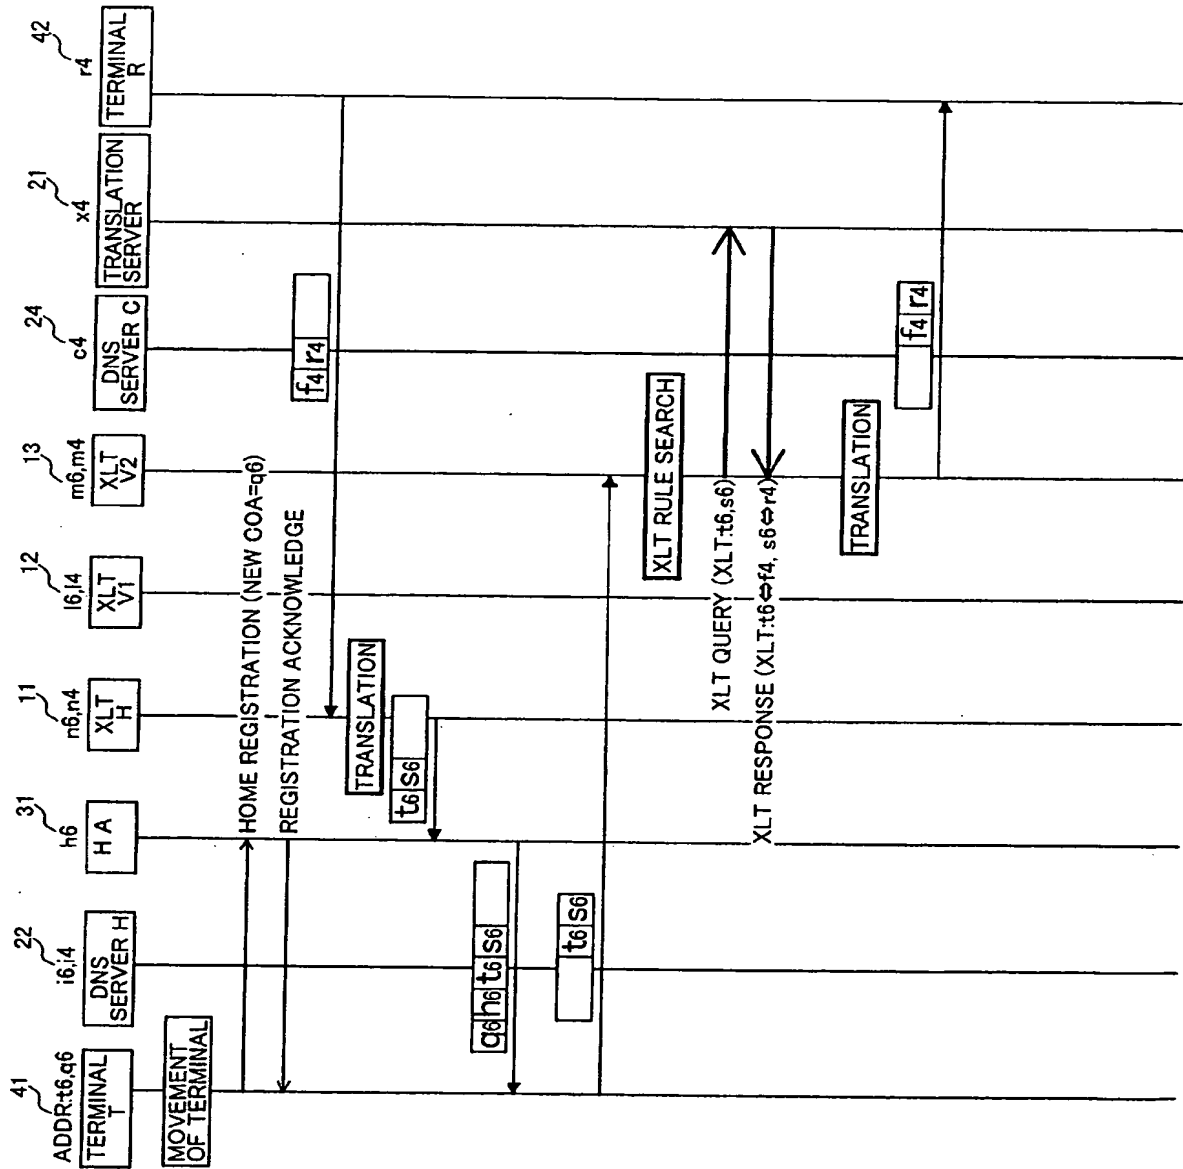 41
ADDR:t6,q6
TERMINAL
T
22
i6,i4
DNS
SERVER H
31
h6
H A
11
n6,n4
XLT
H
12
l6,l4
XLT
V1
13
m6,m4
XLT
V2
24
c4
DNS
SERVER C
21
x4
TRANSLATION
SERVER
42
r4
TERMINAL
R
MOVEMENT
OF TERMINAL
HOME REGISTRATION (NEW COA=q6)
REGISTRATION ACKNOWLEDGE
f4 r4
TRANSLATION
t6 s6
q6 h6 t6 s6
t6 s6
XLT RULE SEARCH
XLT QUERY (XLT:t6,s6)
XLT RESPONSE (XLT:t6⇔f4, s6⇔r4)
TRANSLATION
f4 r4